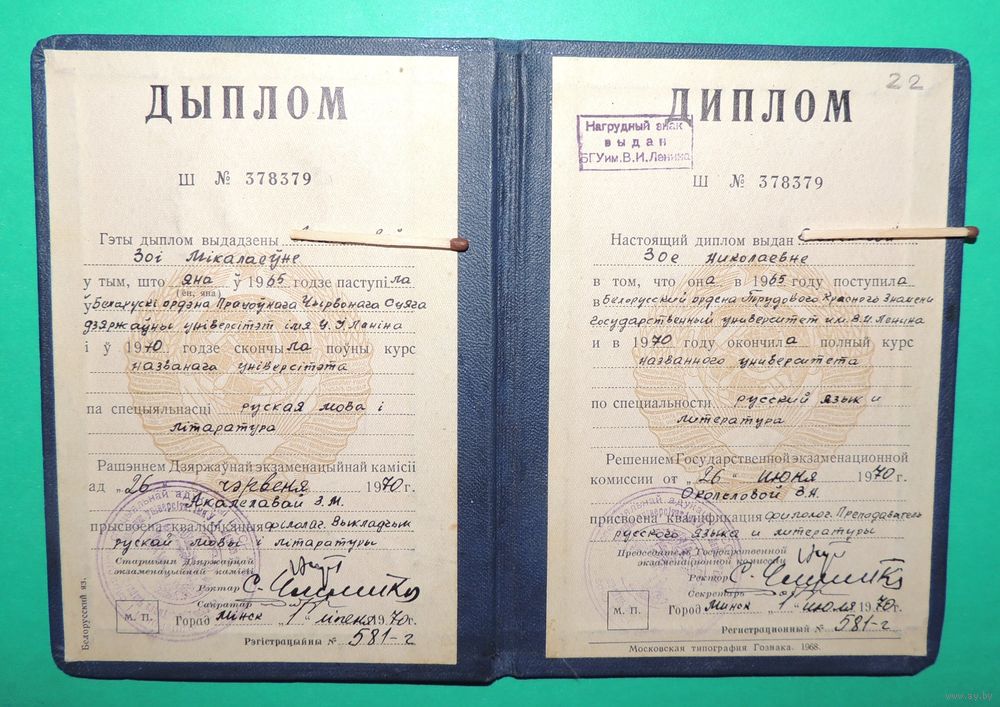 ДЫПЛОМ
Ш № 378379
Гэты дыплом выдадзены
Зоі Мікалаеўне
у тым, што яна ў 1965 годзе паступіла
(ён, яна)
ў Беларускі ордэна Працоўнага Чырвонага Сцяга
дзяржаўны універсітэт імя У.І. Леніна
і ў 1970 годзе скончыла поўны курс
названага універсітэта
па спецыяльнасці руская мова і
літаратура
Рашэннем Дзяржаўнай экзаменацыйнай камісіі
ад „26" чэрвеня 1970 г.
Акалелавай З.М.
прысвоена кваліфікацыя філолаг. Выкладчык
рускай мовы і літаратуры
Старшыня Дзяржаўнай
экзаменацыйнай камісіі
Рэктар
Сакратар
М. П.
Горад Мінск „1" ліпеня 1970 г.
Рэгістрацыйны № 581-г
Белорусский яз.
22
ДИПЛОМ
Нагрудный знак
выдан
БГУ им. В.И. Ленина
Ш № 378379
Настоящий диплом выдан
Зое Николаевне
в том, что она в 1965 году поступила
в Белорусский ордена Трудового Красного Знамени
государственный университет им. В.И. Ленина
и в 1970 году окончила полный курс
названного университета
по специальности русский язык и
литература
Решением Государственной экзаменационной
комиссии от „26" июня 1970 г.
З.Н.
присвоена квалификация филолог. Преподаватель
русского языка и литературы
Председатель Государственной
экзаменационной комиссии
Ректор
Секретарь
М. П.
Город Минск „1" июля 1970 г.
Регистрационный № 581-г
Московская типография Гознака. 1968.
www.ay.by